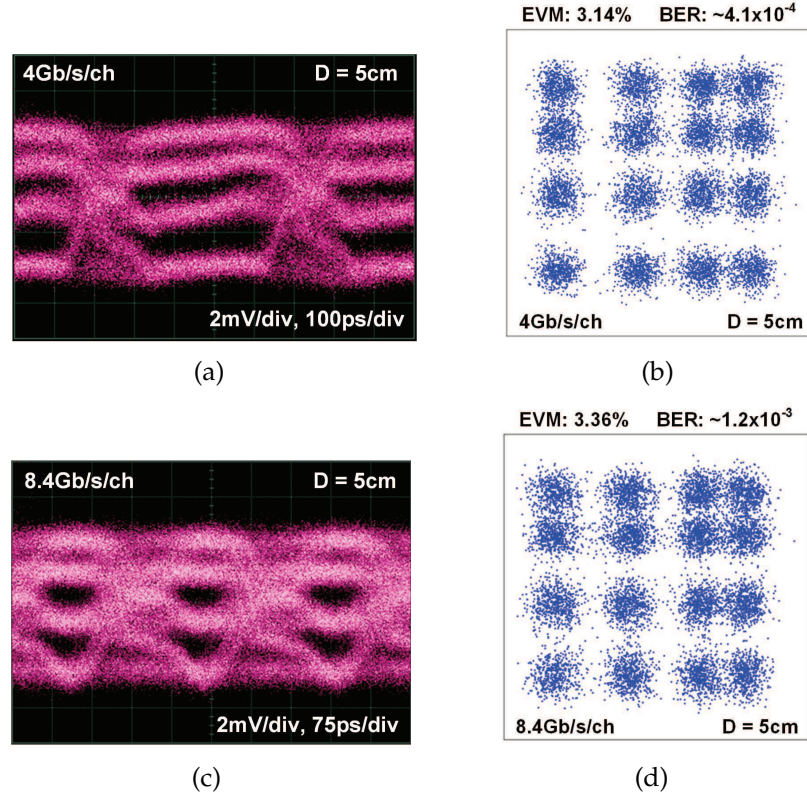 4Gb/s/ch D = 5cm
2mV/div, 100ps/div
(a)
EVM: 3.14% BER: ~4.1x10⁻⁴
4Gb/s/ch D = 5cm
(b)
8.4Gb/s/ch D = 5cm
2mV/div, 75ps/div
(c)
EVM: 3.36% BER: ~1.2x10⁻³
8.4Gb/s/ch D = 5cm
(d)